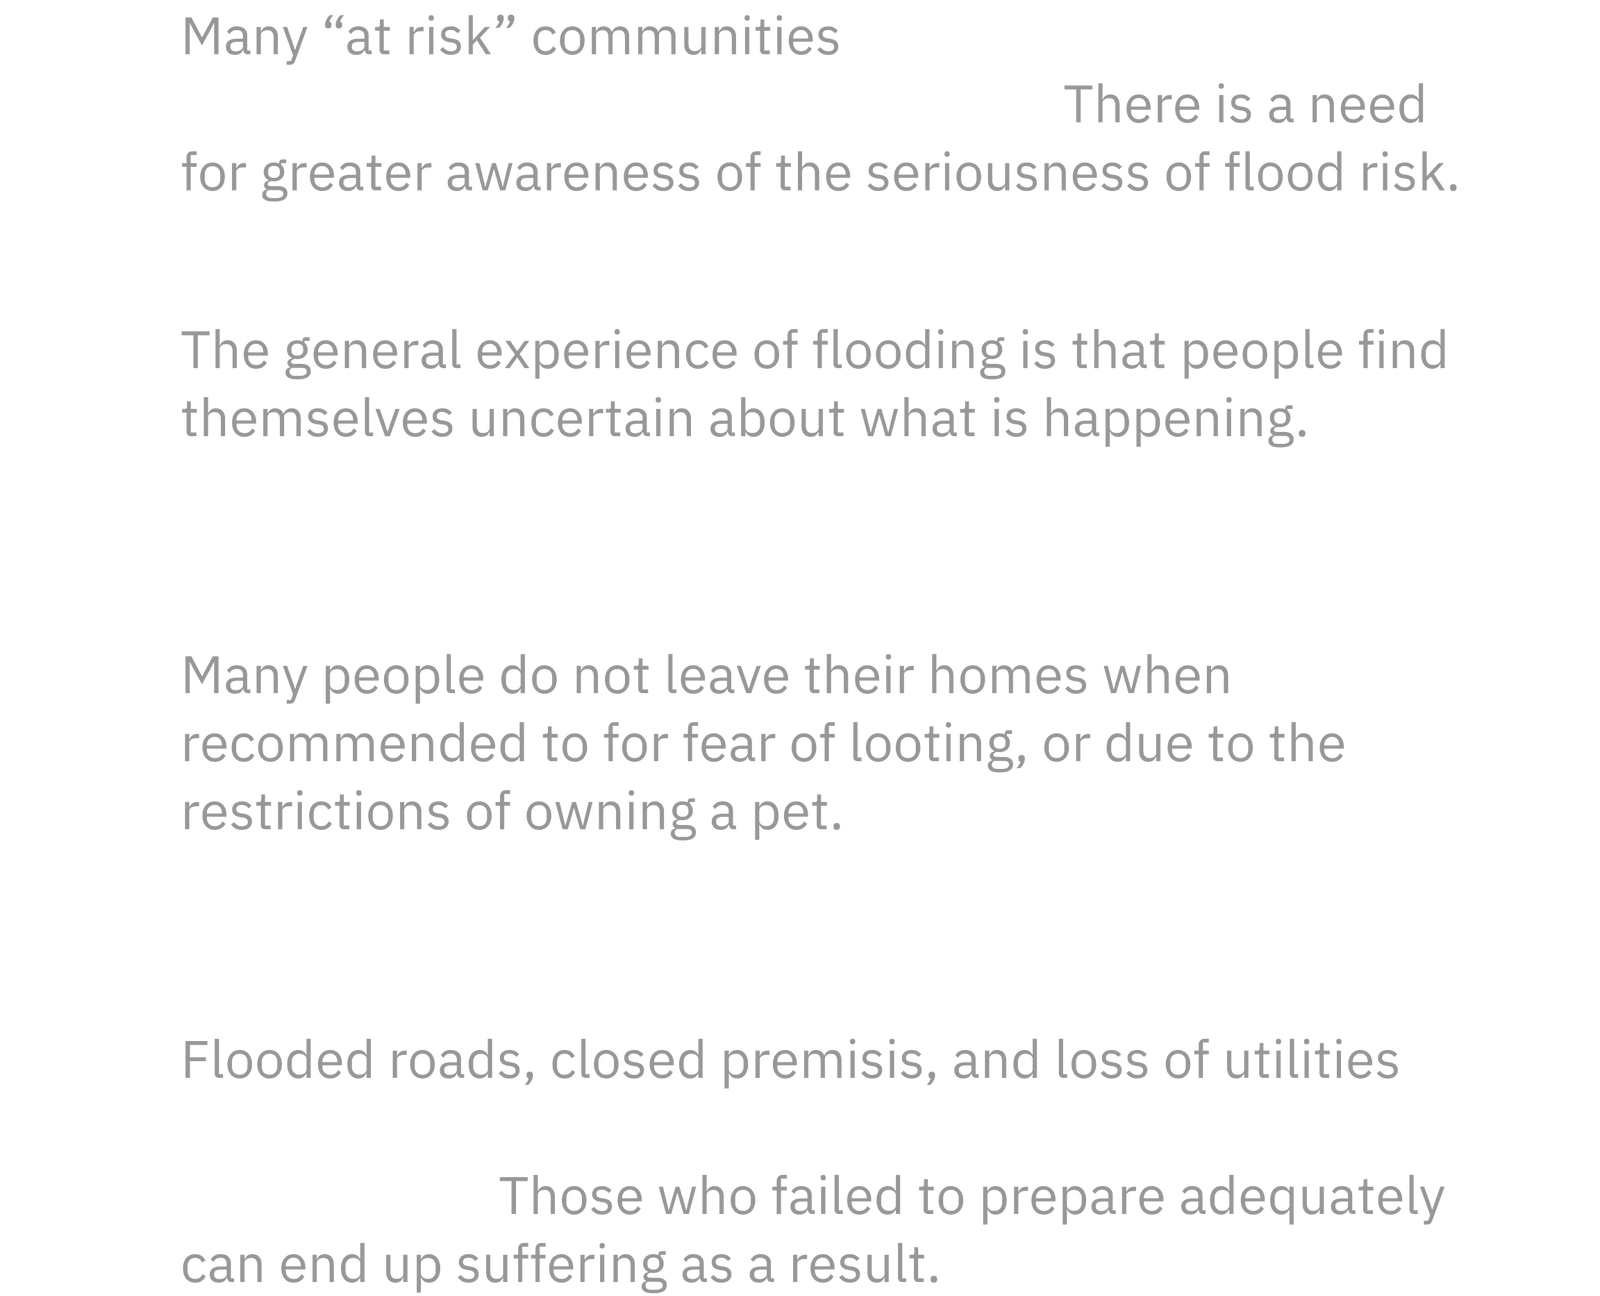 Many “at risk” communities
There is a need
for greater awareness of the seriousness of flood risk.
The general experience of flooding is that people find
themselves uncertain about what is happening.
Many people do not leave their homes when
recommended to for fear of looting, or due to the
restrictions of owning a pet.
Flooded roads, closed premisis, and loss of utilities
Those who failed to prepare adequately
can end up suffering as a result.